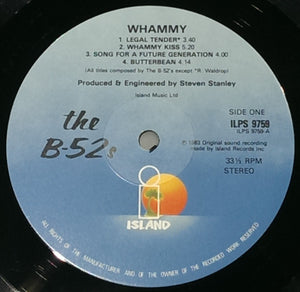 WHAMMY
1. LEGAL TENDER* 3.40
2. WHAMMY KISS 5.20
3. SONG FOR A FUTURE GENERATION 4.00
4. BUTTERBEAN 4.14
(All titles composed by The B-52's except *R. Waldrop)
Produced & Engineered by Steven Stanley
Island Music Ltd
the
B-52s
SIDE ONE
ILPS 9759
ILPS 9759-A
℗ 1983 Original sound recording
made by Island Records Inc
33⅓ RPM
STEREO
ISLAND
ALL RIGHTS OF THE MANUFACTURER AND OF THE OWNER OF THE RECORDED WORK RESERVED